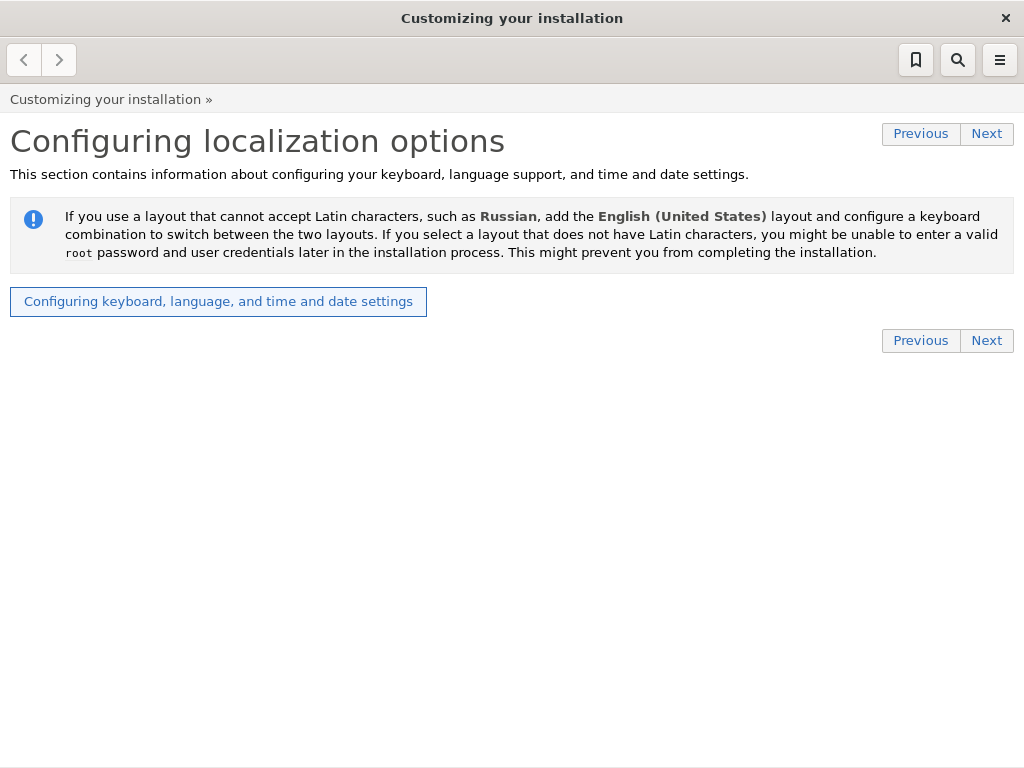 Customizing your installation
Customizing your installation »
Configuring localization options
Previous
Next
This section contains information about configuring your keyboard, language support, and time and date settings.
If you use a layout that cannot accept Latin characters, such as Russian, add the English (United States) layout and configure a keyboard
combination to switch between the two layouts. If you select a layout that does not have Latin characters, you might be unable to enter a valid
root password and user credentials later in the installation process. This might prevent you from completing the installation.
Configuring keyboard, language, and time and date settings
Previous
Next